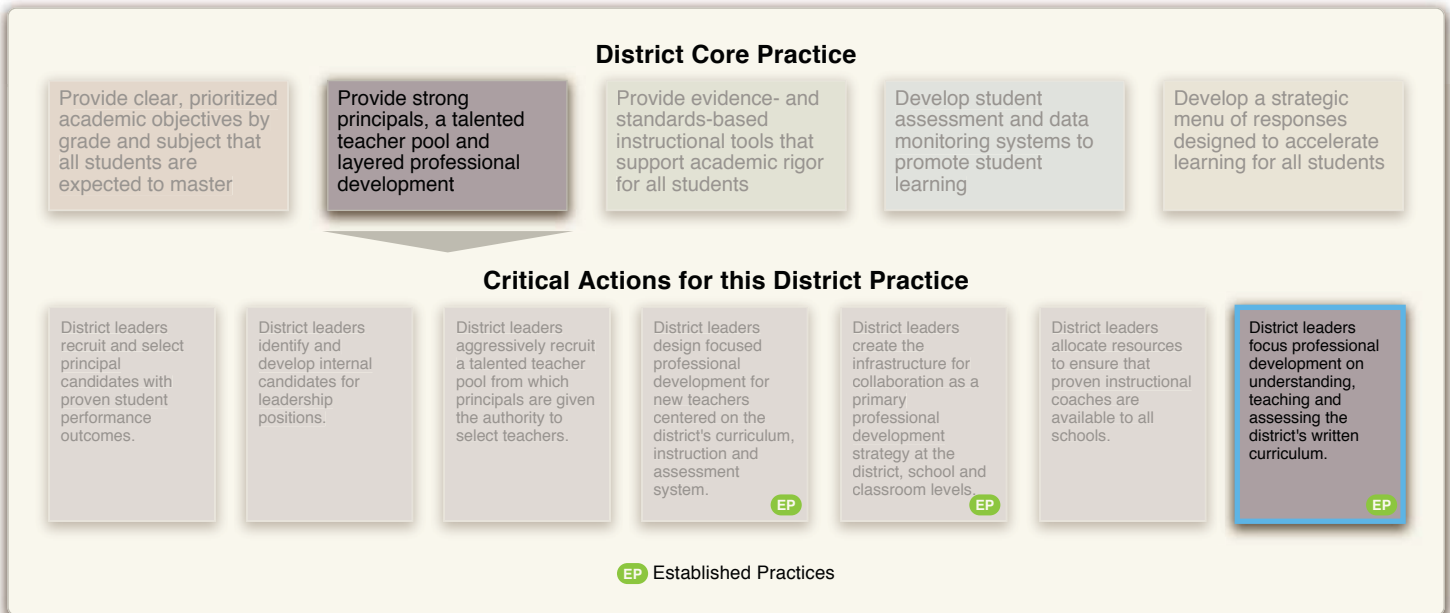 District Core Practice
Provide clear, prioritized
academic objectives by
grade and subject that
all students are
expected to master
Provide strong
principals, a talented
teacher pool and
layered professional
development
Provide evidence- and
standards-based
instructional tools that
support academic rigor
for all students
Develop student
assessment and data
monitoring systems to
promote student
learning
Develop a strategic
menu of responses
designed to accelerate
learning for all students
Critical Actions for this District Practice
District leaders
recruit and select
principal
candidates with
proven student
performance
outcomes.
District leaders
identify and
develop internal
candidates for
leadership
positions.
District leaders
aggressively recruit
a talented teacher
pool from which
principals are given
the authority to
select teachers.
District leaders
design focused
professional
development for
new teachers
centered on the
district's curriculum,
instruction and
assessment
system.
EP
District leaders
create the
infrastructure for
collaboration as a
primary
professional
development
strategy at the
district, school and
classroom levels.
EP
District leaders
allocate resources
to ensure that
proven instructional
coaches are
available to all
schools.
District leaders
focus professional
development on
understanding,
teaching and
assessing the
district's written
curriculum.
EP
EP Established Practices